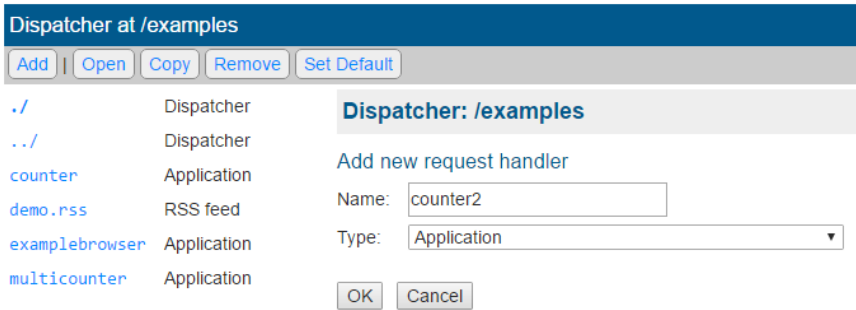 Dispatcher at /examples
Add | Open Copy Remove Set Default
./ Dispatcher
../ Dispatcher
counter Application
demo.rss RSS feed
examplebrowser Application
multicounter Application
Dispatcher: /examples
Add new request handler
Name: counter2
Type: Application
OK Cancel